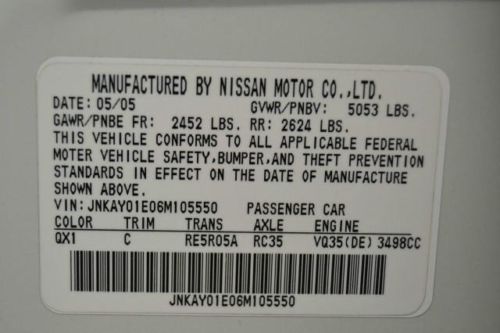 MANUFACTURED BY NISSAN MOTOR CO.,LTD.
DATE: 05/05 GVWR/PNBV: 5053 LBS.
GAWR/PNBE FR: 2452 LBS. RR: 2624 LBS.
THIS VEHICLE CONFORMS TO ALL APPLICABLE FEDERAL
MOTER VEHICLE SAFETY,BUMPER,AND THEFT PREVENTION
STANDARDS IN EFFECT ON THE DATE OF MANUFACTURE
SHOWN ABOVE.
VIN: JNKAY01E06M105550 PASSENGER CAR
COLOR TRIM TRANS AXLE ENGINE
QX1 C RE5R05A RC35 VQ35(DE) 3498CC
JNKAY01E06M105550